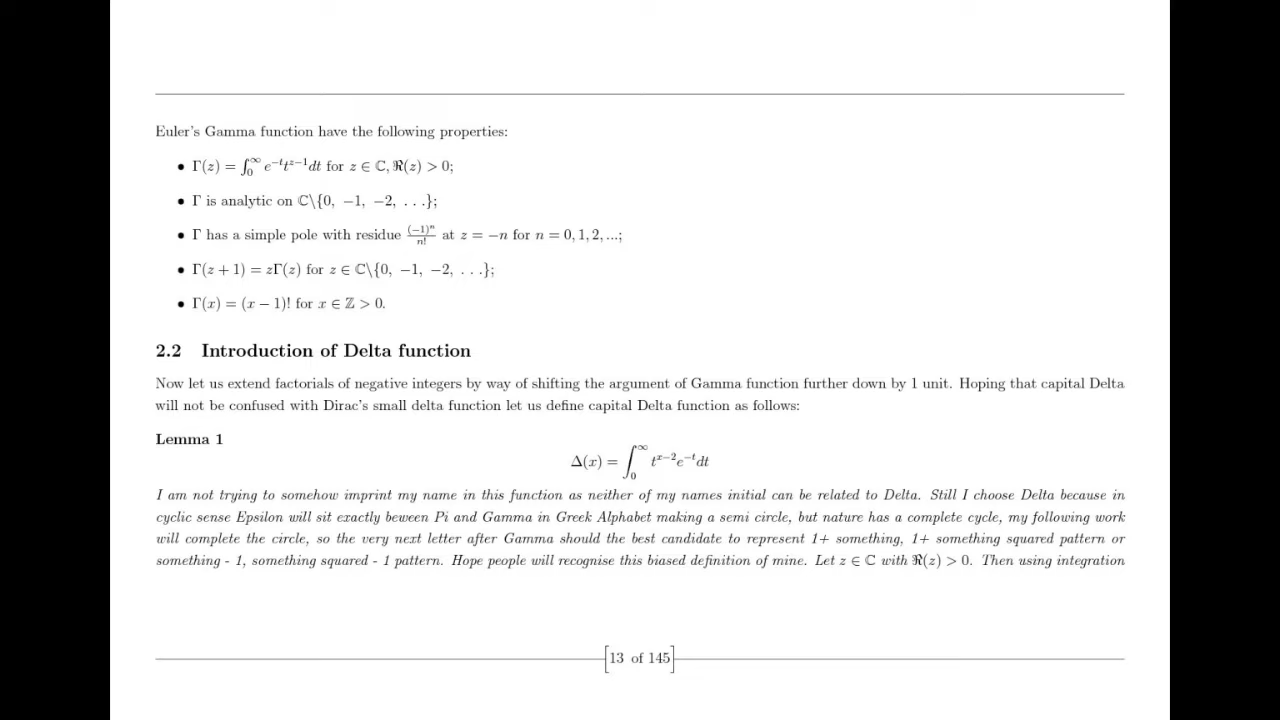 Euler's Gamma function have the following properties:
• Γ(z) = ∫₀^∞ e^{−t}t^{z−1}dt for z ∈ ℂ, ℜ(z) > 0;
• Γ is analytic on ℂ\{0, −1, −2, . . .};
• Γ has a simple pole with residue (−1)^n/n! at z = −n for n = 0, 1, 2, ...;
• Γ(z + 1) = zΓ(z) for z ∈ ℂ\{0, −1, −2, . . .};
• Γ(x) = (x − 1)! for x ∈ ℤ > 0.
2.2 Introduction of Delta function
Now let us extend factorials of negative integers by way of shifting the argument of Gamma function further down by 1 unit. Hoping that capital Delta
will not be confused with Dirac's small delta function let us define capital Delta function as follows:
Lemma 1
Δ(x) = ∫₀^∞ t^{x−2}e^{−t}dt
I am not trying to somehow imprint my name in this function as neither of my names initial can be related to Delta. Still I choose Delta because in
cyclic sense Epsilon will sit exactly beween Pi and Gamma in Greek Alphabet making a semi circle, but nature has a complete cycle, my following work
will complete the circle, so the very next letter after Gamma should the best candidate to represent 1+ something, 1+ something squared pattern or
something - 1, something squared - 1 pattern. Hope people will recognise this biased definition of mine. Let z ∈ ℂ with ℜ(z) > 0. Then using integration
[13 of 145]